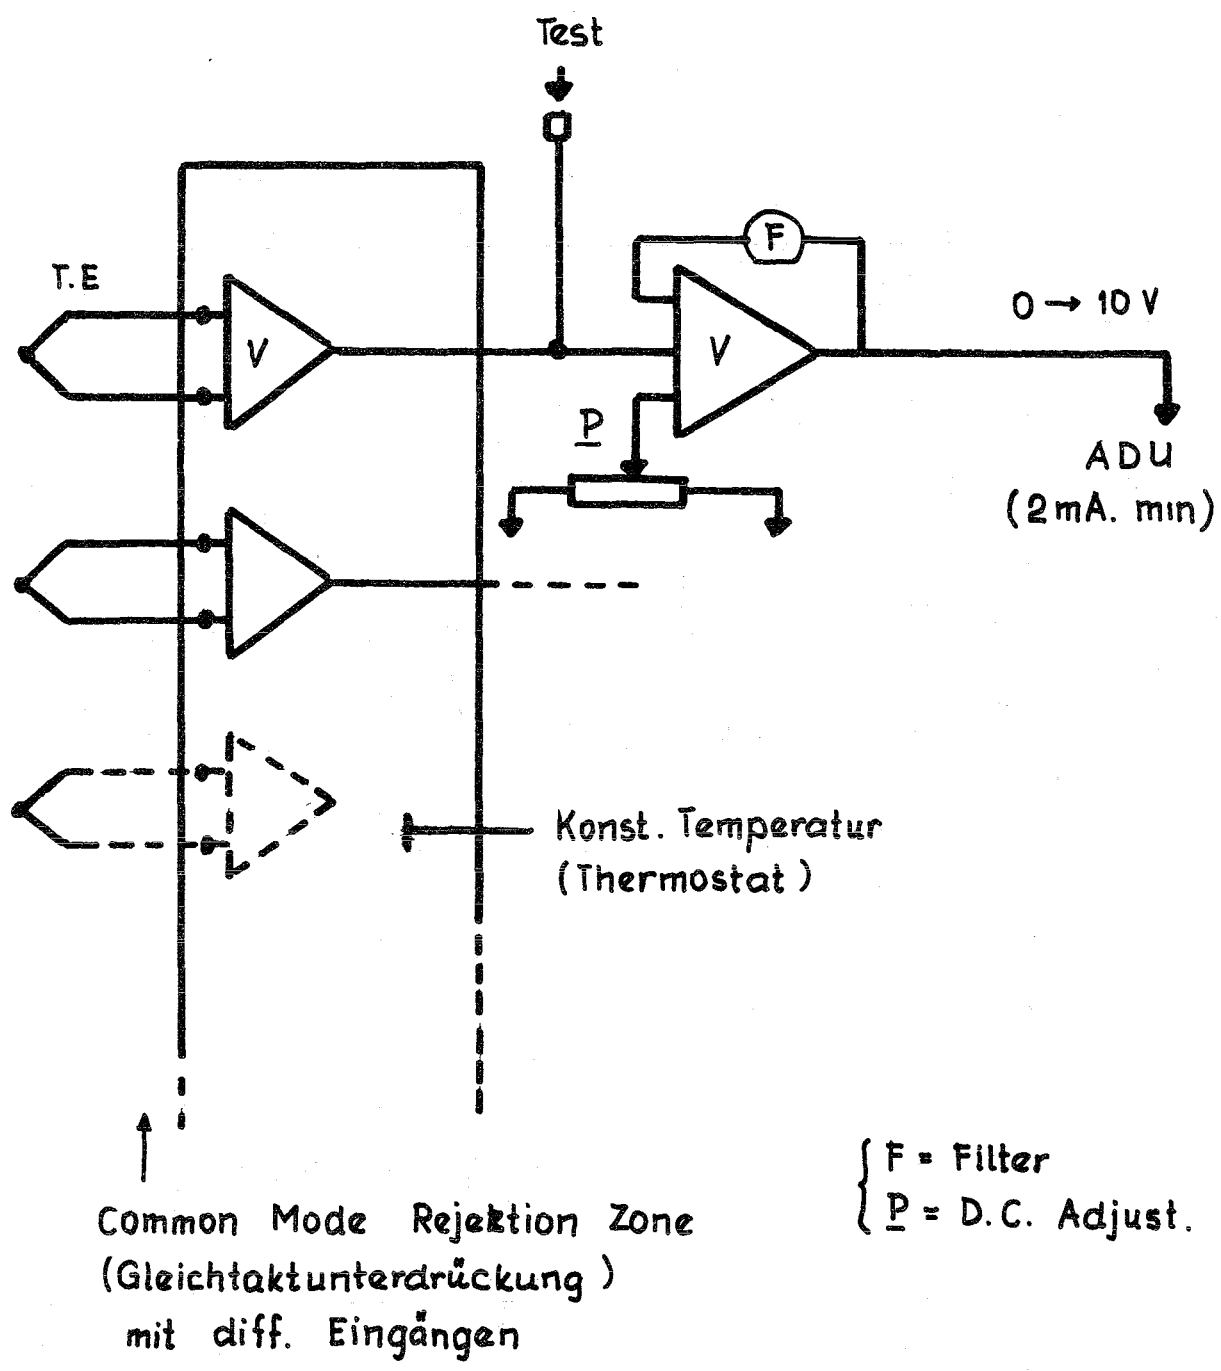 Test
F
T.E
0 → 10 V
V
V
P
ADU
(2mA. min)
Konst. Temperatur
(Thermostat)
F = Filter
P = D.C. Adjust.
Common Mode Rejektion Zone
(Gleichtaktunterdrückung)
mit diff. Eingängen